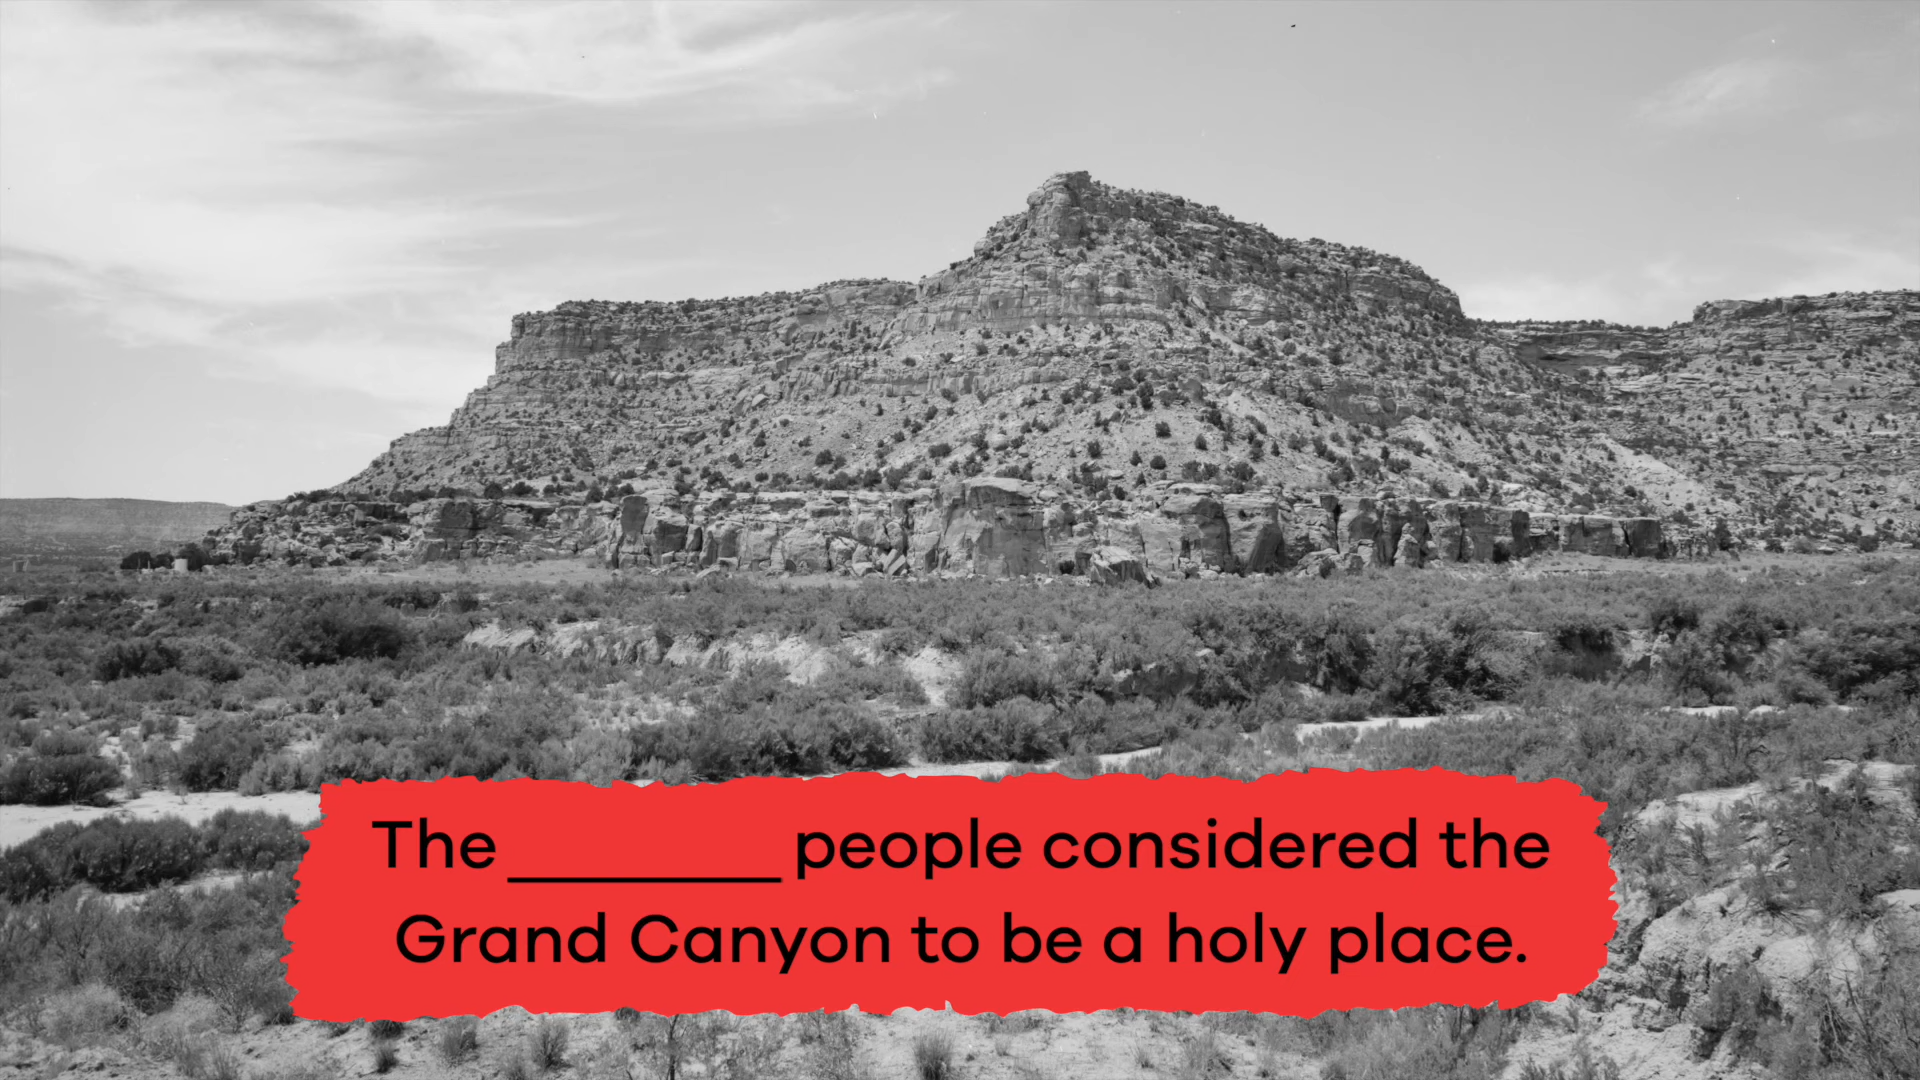 The ________ people considered the
Grand Canyon to be a holy place.